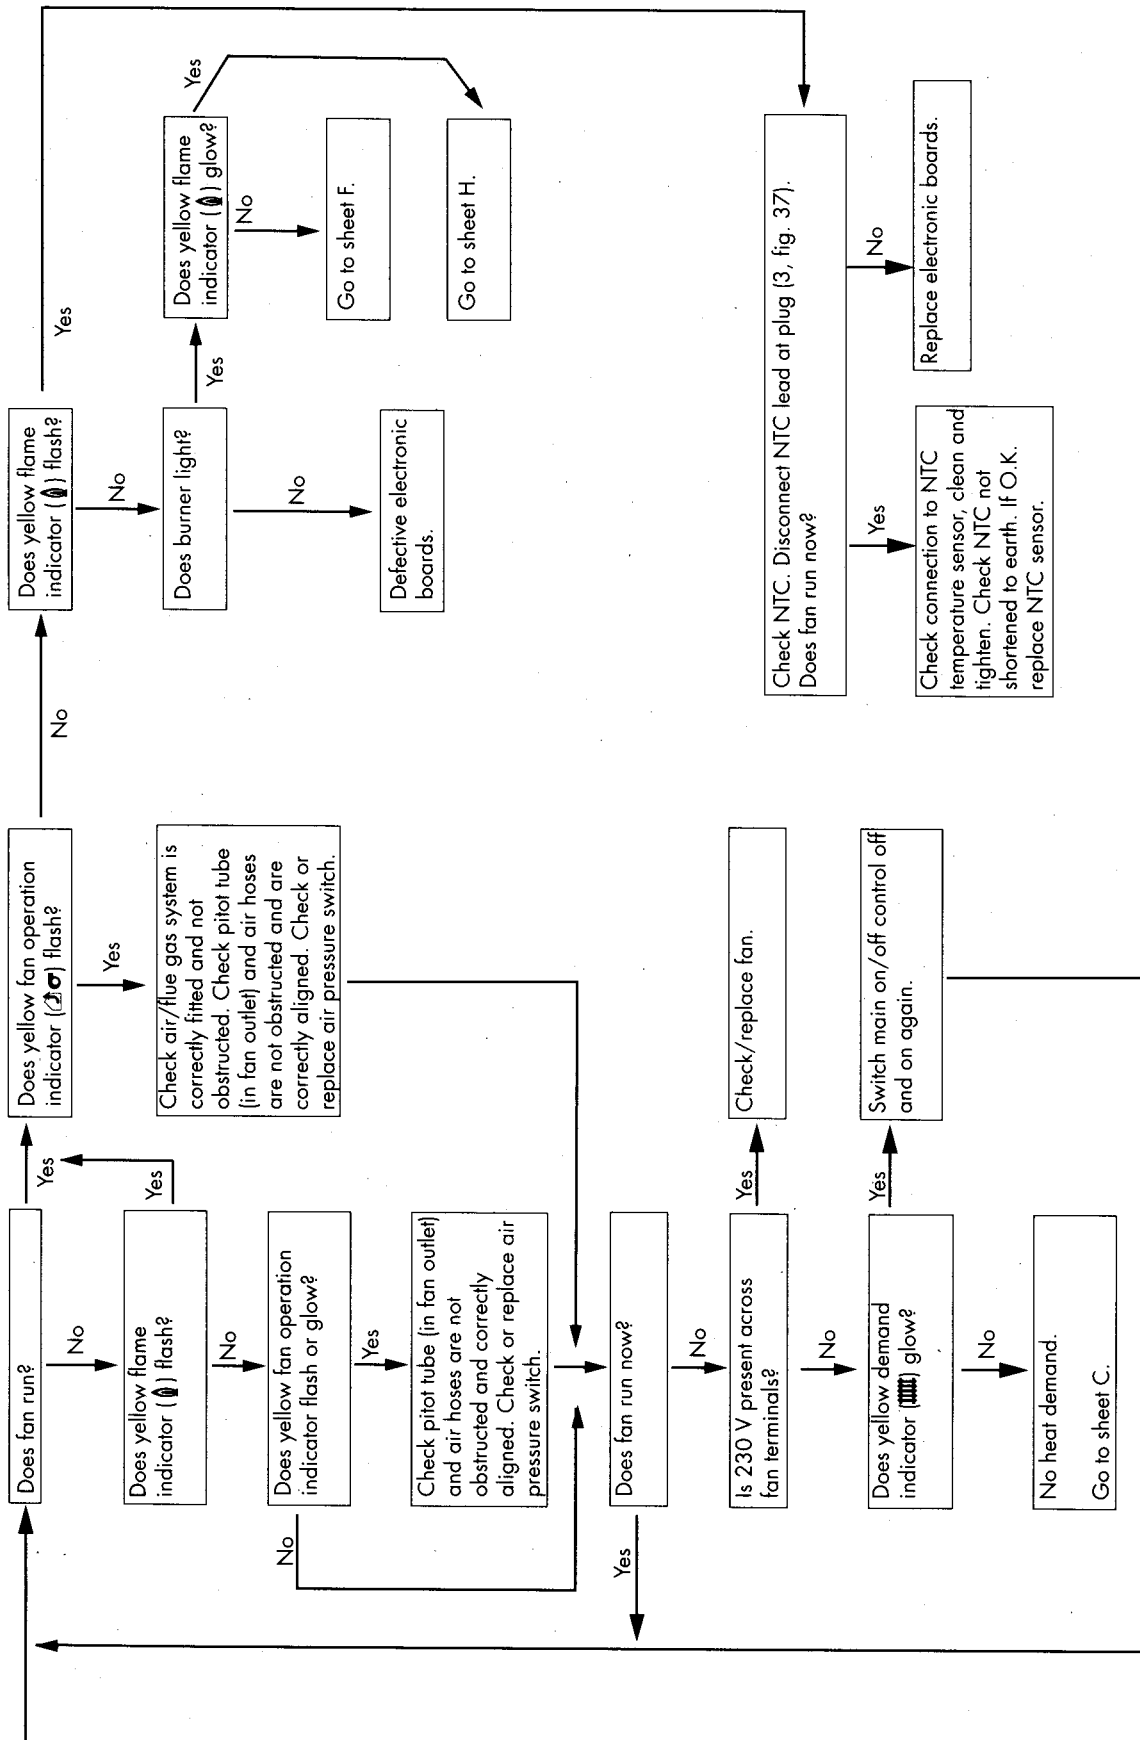 Does fan run?
Yes
No
Does yellow flame
indicator ( ) flash?
Yes
No
Does yellow fan operation
indicator flash or glow?
No
Yes
Check pitot tube (in fan outlet)
and air hoses are not
obstructed and correctly
aligned. Check or replace air
pressure switch.
Does fan run now?
Yes
No
Is 230 V present across
fan terminals?
Yes
Check/replace fan.
No
Does yellow demand
indicator ( ) glow?
Yes
Switch main on/off control off
and on again.
No
No heat demand.
Go to sheet C.
Does yellow fan operation
indicator ( ) flash?
No
Yes
Check air/flue gas system is
correctly fitted and not
obstructed. Check pitot tube
(in fan outlet) and air hoses
are not obstructed and are
correctly aligned. Check or
replace air pressure switch.
Does yellow flame
indicator ( ) flash?
Yes
No
Does burner light?
Yes
No
Defective electronic
boards.
Does yellow flame
indicator ( ) glow?
Yes
No
Go to sheet F.
Go to sheet H.
Check NTC. Disconnect NTC lead at plug (3, fig. 37).
Does fan run now?
Yes
No
Check connection to NTC
temperature sensor, clean and
tighten. Check NTC not
shortened to earth. If O.K.
replace NTC sensor.
Replace electronic boards.